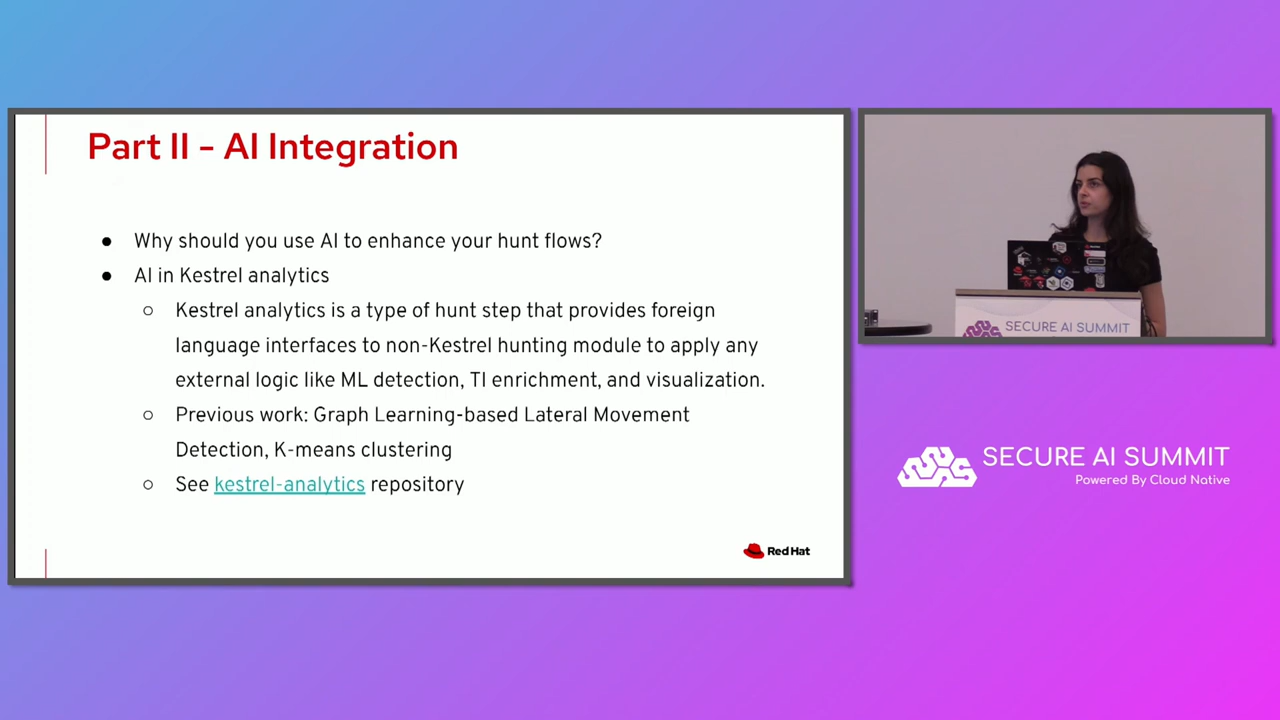 Part II - AI Integration
● Why should you use AI to enhance your hunt flows?
● AI in Kestrel analytics
○ Kestrel analytics is a type of hunt step that provides foreign
language interfaces to non-Kestrel hunting module to apply any
external logic like ML detection, TI enrichment, and visualization.
○ Previous work: Graph Learning-based Lateral Movement
Detection, K-means clustering
○ See kestrel-analytics repository
Red Hat
SECURE AI SUMMIT
SECURE AI SUMMIT
Powered By Cloud Native